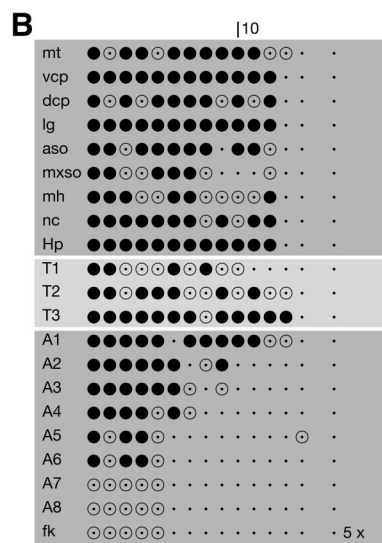 B
|10
mt
vcp
dcp
lg
aso
mxso
mh
nc
Hp
T1
T2
T3
A1
A2
A3
A4
A5
A6
A7
A8
fk 5 x